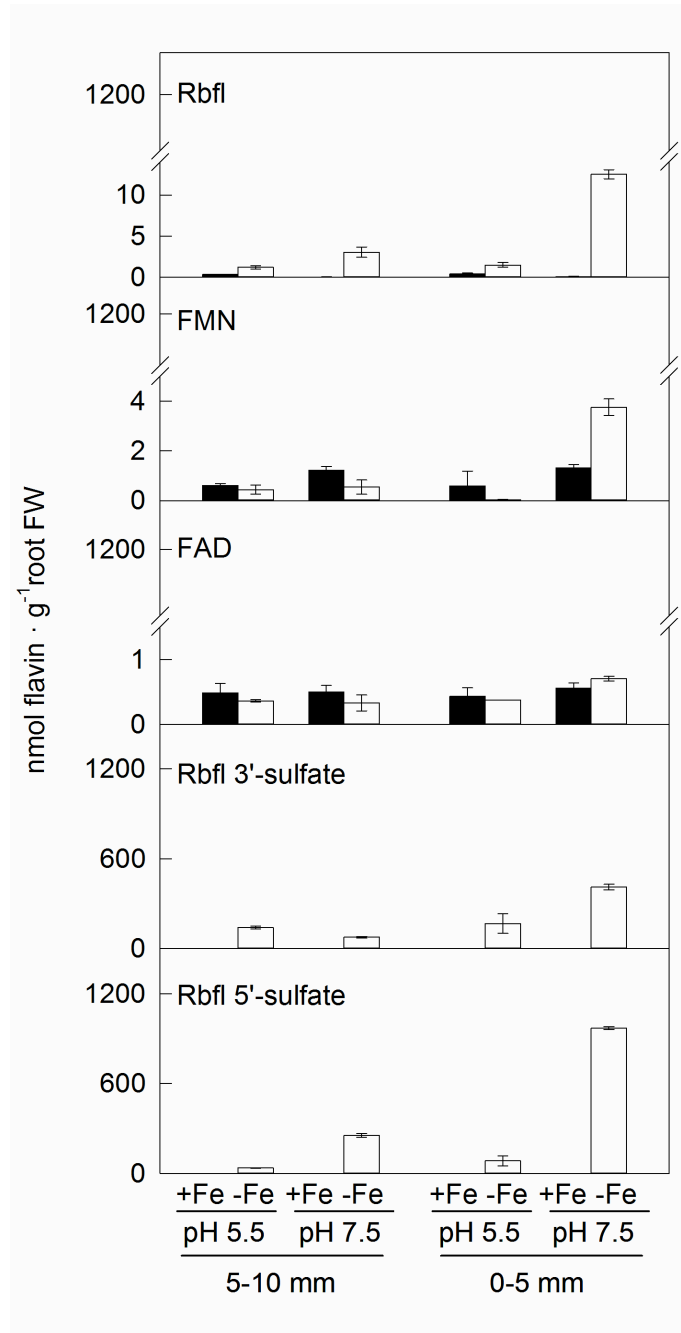 1200
Rbfl
10
5
0
1200
FMN
4
2
0
1200
FAD
1
0
1200
Rbfl 3'-sulfate
600
0
1200
Rbfl 5'-sulfate
600
0
nmol flavin · g⁻¹root FW
+Fe -Fe +Fe -Fe +Fe -Fe +Fe -Fe
pH 5.5 pH 7.5 pH 5.5 pH 7.5
5-10 mm 0-5 mm